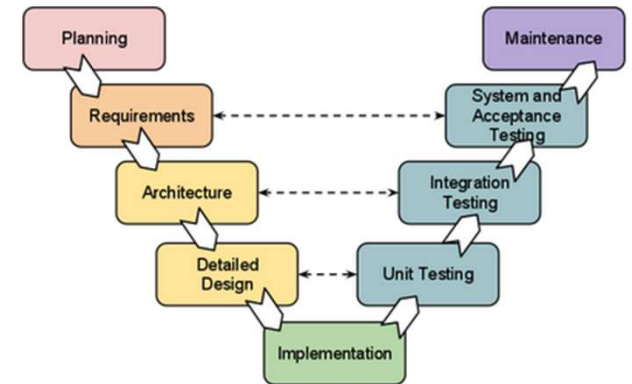 Planning
Maintenance
Requirements
System and
Acceptance
Testing
Architecture
Integration
Testing
Detailed
Design
Unit Testing
Implementation